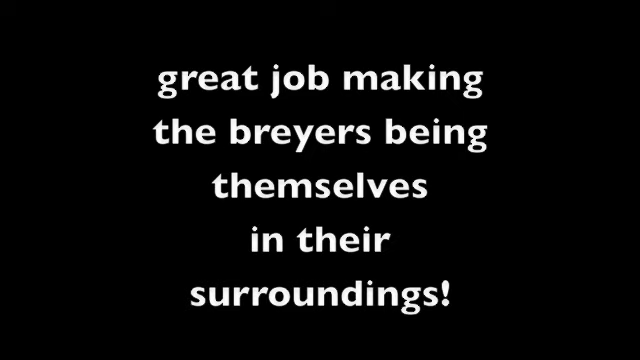 great job making
the breyers being
themselves
in their
surroundings!